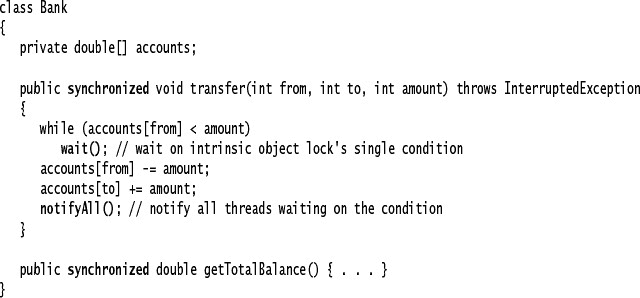 class Bank
{
private double[] accounts;
public synchronized void transfer(int from, int to, int amount) throws InterruptedException
{
while (accounts[from] < amount)
wait(); // wait on intrinsic object lock's single condition
accounts[from] -= amount;
accounts[to] += amount;
notifyAll(); // notify all threads waiting on the condition
}
public synchronized double getTotalBalance() { . . . }
}